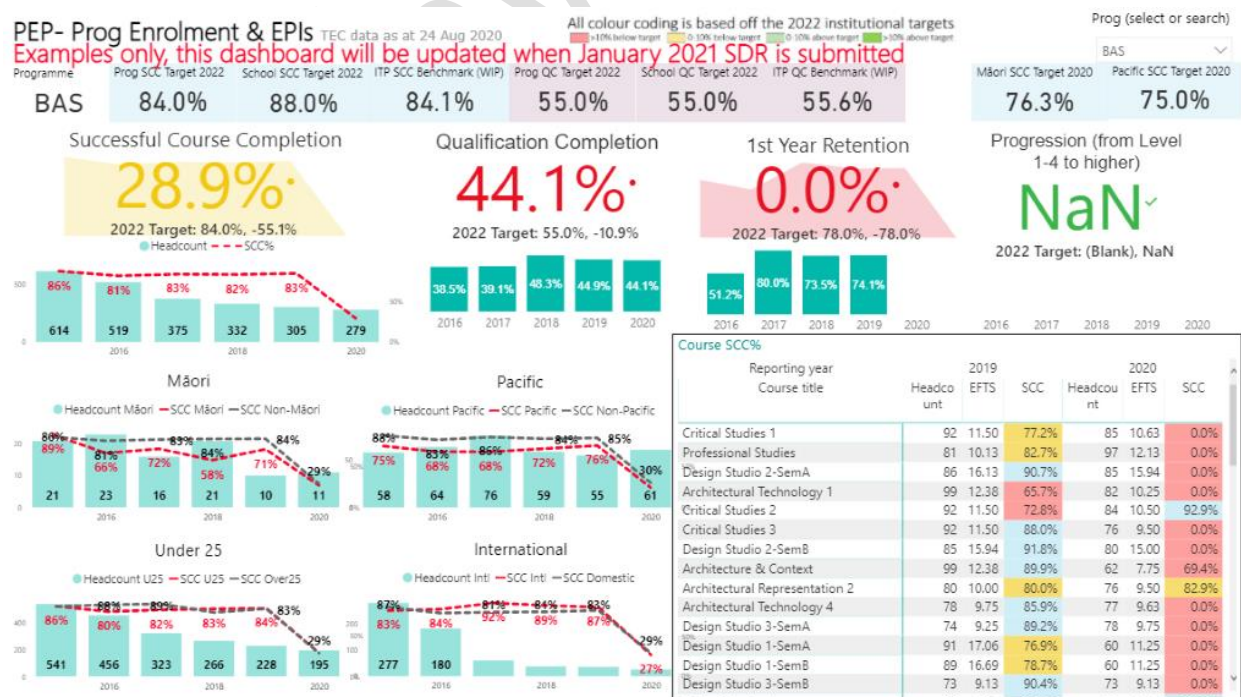 PEP- Prog Enrolment & EPIs TEC data as at 24 Aug 2020
All colour coding is based off the 2022 institutional targets
>10% below target 0-10% below target 0-10% above target >10% above target
Prog (select or search)
BAS
Examples only, this dashboard will be updated when January 2021 SDR is submitted
Programme Prog SCC Target 2022 School SCC Target 2022 ITP SCC Benchmark (WIP) Prog QC Target 2022 School QC Target 2022 ITP QC Benchmark (WIP) Māori SCC Target 2020 Pacific SCC Target 2020
BAS 84.0% 88.0% 84.1% 55.0% 55.0% 55.6% 76.3% 75.0%
Successful Course Completion
28.9%
2022 Target: 84.0%, -55.1%
Headcount SCC%
500
0
86% 81% 83% 82% 83%
614 519 375 332 305 279
50%
0%
2016 2018 2020
Qualification Completion
44.1%
2022 Target: 55.0%, -10.9%
38.5% 39.1% 48.3% 44.9% 44.1%
2016 2017 2018 2019 2020
1st Year Retention
0.0%
2022 Target: 78.0%, -78.0%
51.2% 80.0% 73.5% 74.1%
2016 2017 2018 2019 2020
Progression (from Level
1-4 to higher)
NaN
2022 Target: (Blank), NaN
2016 2017 2018 2019 2020
Māori
Headcount Māori SCC Māori SCC Non-Māori
20
10
0
81% 83% 84% 84% 29%
89% 66% 72% 58% 71%
21 23 16 21 10 11
2016 2018 2020
Pacific
Headcount Pacific SCC Pacific SCC Non-Pacific
50
0
88% 83% 86% 84% 85% 30%
75% 68% 68% 72% 76%
58 64 76 59 55 61
2016 2018 2020
Under 25
Headcount U25 SCC U25 SCC Over25
400
200
0
88% 89% 83% 29%
86% 80% 82% 83% 84%
541 456 323 266 228 195
2016 2018 2020
International
Headcount Intl SCC Intl SCC Domestic
200
100
0
87% 81% 84% 83% 29%
83% 84% 92% 89% 87% 27%
277 180
2016 2018 2020
Course SCC%
Reporting year 2019 2020
Course title Headco EFTS SCC Headcou EFTS SCC
unt nt
Critical Studies 1 92 11.50 77.2% 85 10.63 0.0%
Professional Studies 81 10.13 82.7% 97 12.13 0.0%
Design Studio 2-SemA 86 16.13 90.7% 85 15.94 0.0%
Architectural Technology 1 99 12.38 65.7% 82 10.25 0.0%
Critical Studies 2 92 11.50 72.8% 84 10.50 92.9%
Critical Studies 3 92 11.50 88.0% 76 9.50 0.0%
Design Studio 2-SemB 85 15.94 91.8% 80 15.00 0.0%
Architecture & Context 99 12.38 89.9% 62 7.75 69.4%
Architectural Representation 2 80 10.00 80.0% 76 9.50 82.9%
Architectural Technology 4 78 9.75 85.9% 77 9.63 0.0%
Design Studio 3-SemA 74 9.25 89.2% 78 9.75 0.0%
Design Studio 1-SemA 91 17.06 76.9% 60 11.25 0.0%
Design Studio 1-SemB 89 16.69 78.7% 60 11.25 0.0%
Design Studio 3-SemB 73 9.13 90.4% 73 9.13 0.0%